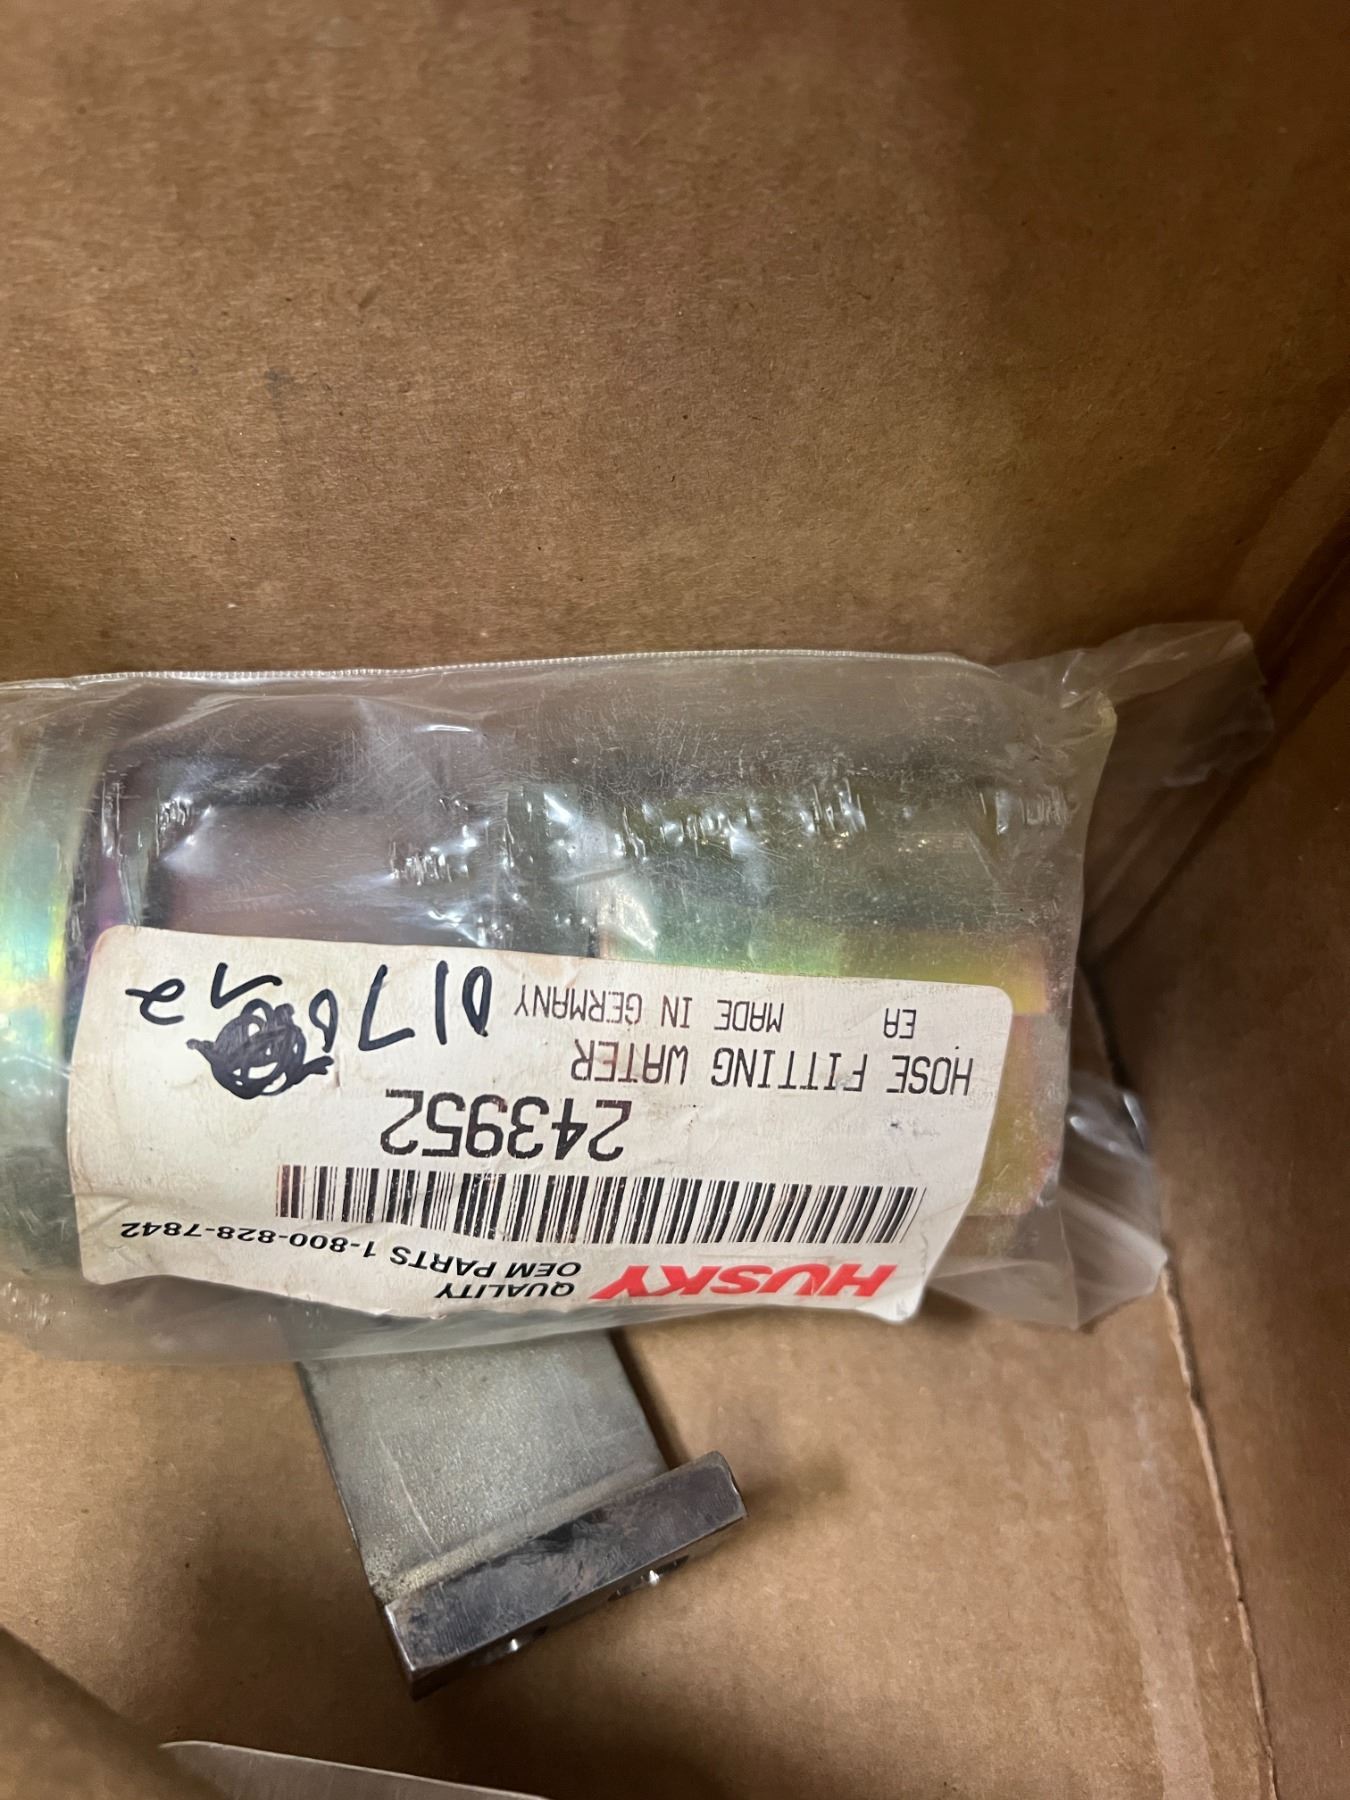 HUSKY QUALITY
OEM PARTS 1-800-828-7842
243952
HOSE FITTING WATER
EA MADE IN GERMANY